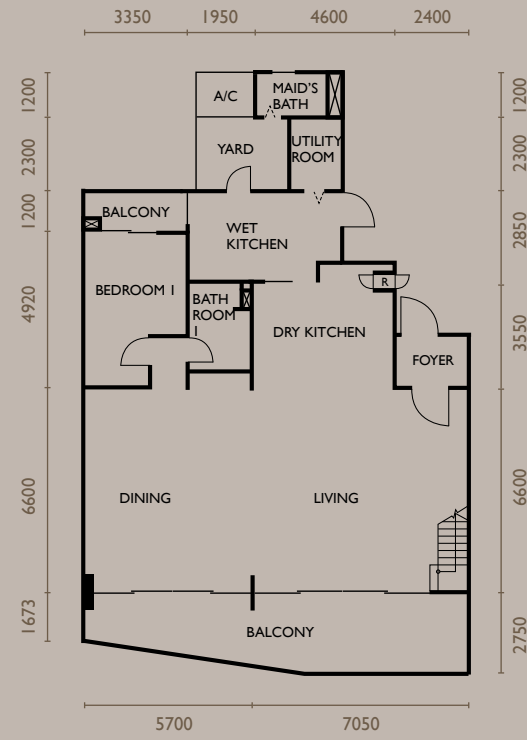 3350 1950 4600 2400
1200
2300
1200
4920
6600
1673
A/C
MAID'S
BATH
YARD
UTILITY
ROOM
BALCONY
WET
KITCHEN
BEDROOM 1
BATH
ROOM
1
R
DRY KITCHEN
FOYER
DINING
LIVING
BALCONY
1200
2300
2850
3550
6600
2750
5700 7050